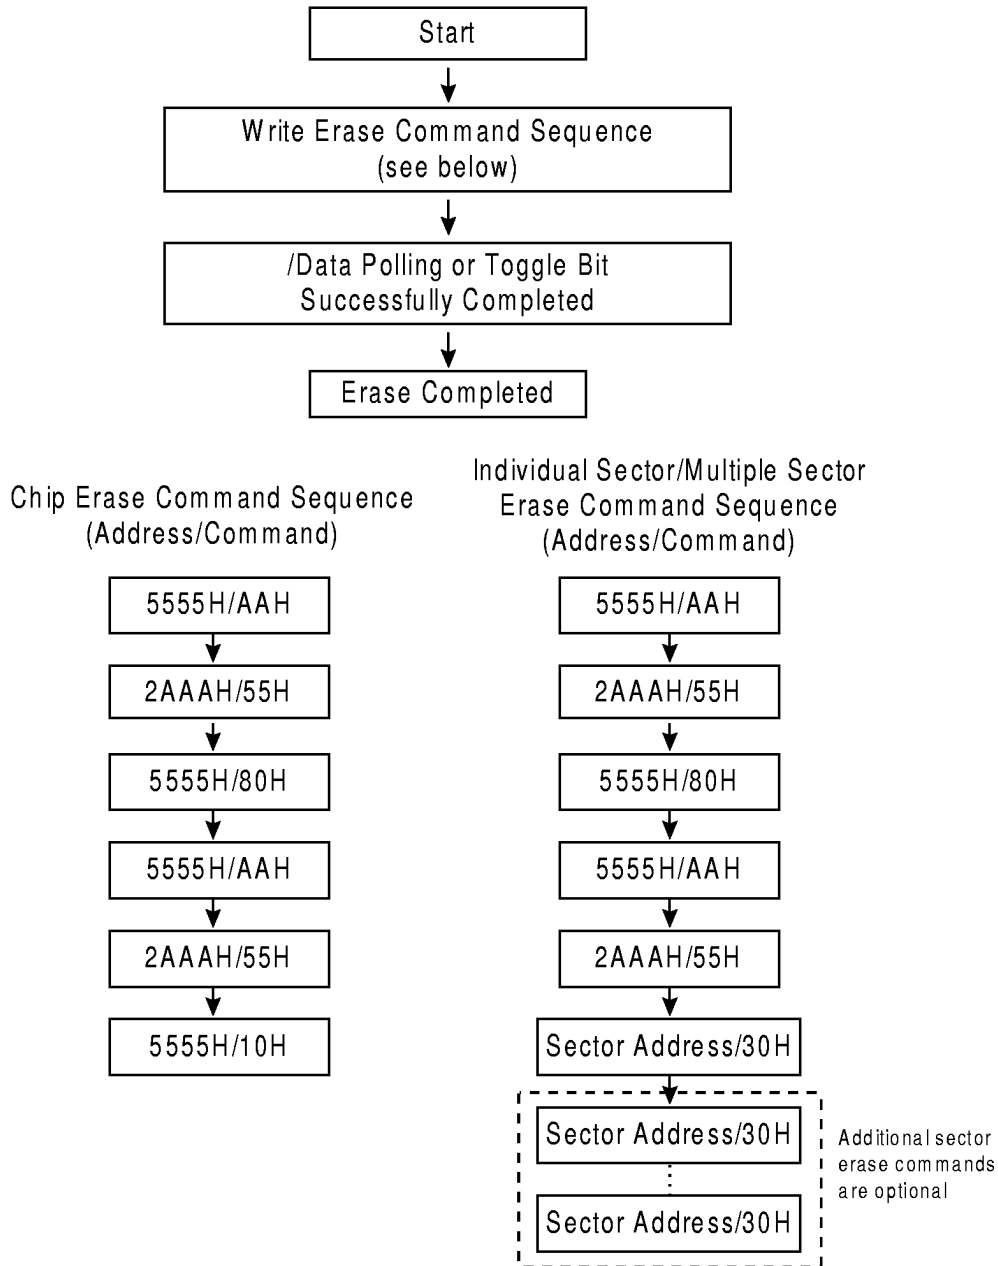 Start
Write Erase Command Sequence
(see below)
/Data Polling or Toggle Bit
Successfully Completed
Erase Completed
Chip Erase Command Sequence
(Address/Command)
5555H/AAH
2AAAH/55H
5555H/80H
5555H/AAH
2AAAH/55H
5555H/10H
Individual Sector/Multiple Sector
Erase Command Sequence
(Address/Command)
5555H/AAH
2AAAH/55H
5555H/80H
5555H/AAH
2AAAH/55H
Sector Address/30H
Sector Address/30H
Sector Address/30H
Additional sector
erase commands
are optional